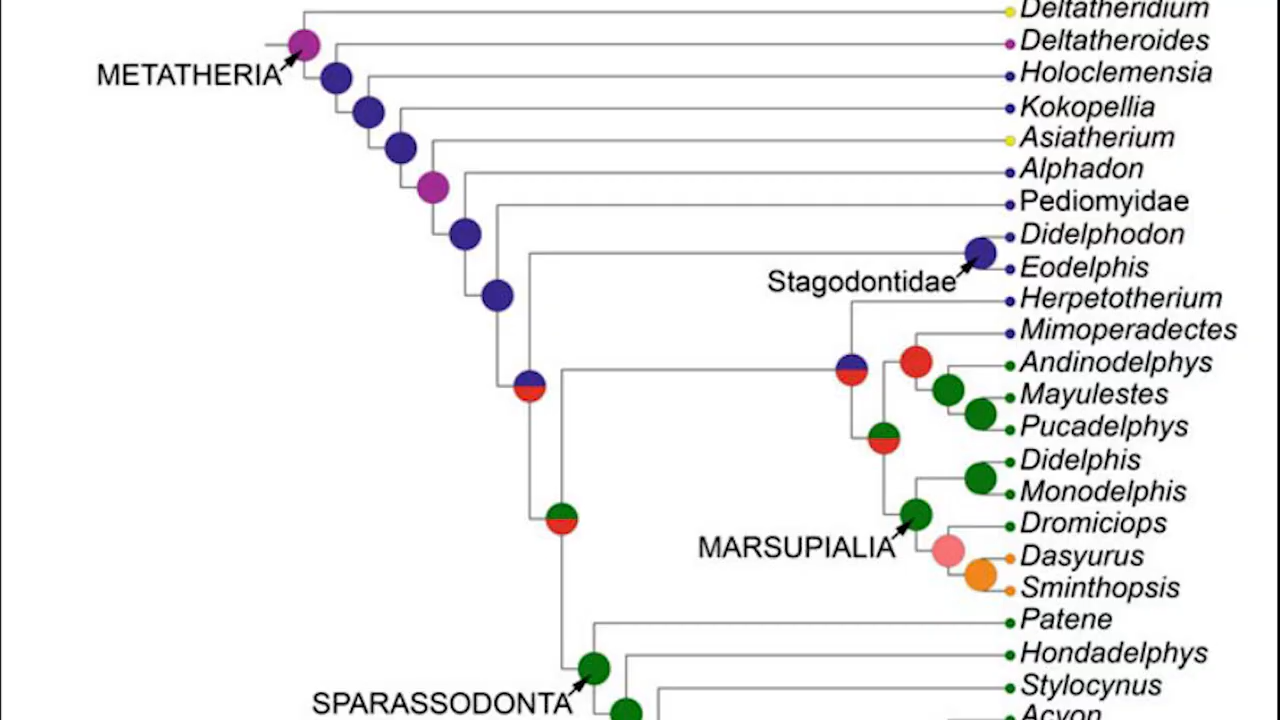 Deltatheridium
Deltatheroides
METATHERIA
Holoclemensia
Kokopellia
Asiatherium
Alphadon
Pediomyidae
Didelphodon
Stagodontidae
Eodelphis
Herpetotherium
Mimoperadectes
Andinodelphys
Mayulestes
Pucadelphys
Didelphis
Monodelphis
Dromiciops
MARSUPIALIA
Dasyurus
Sminthopsis
Patene
Hondadelphys
Stylocynus
SPARASSODONTA
Acyon